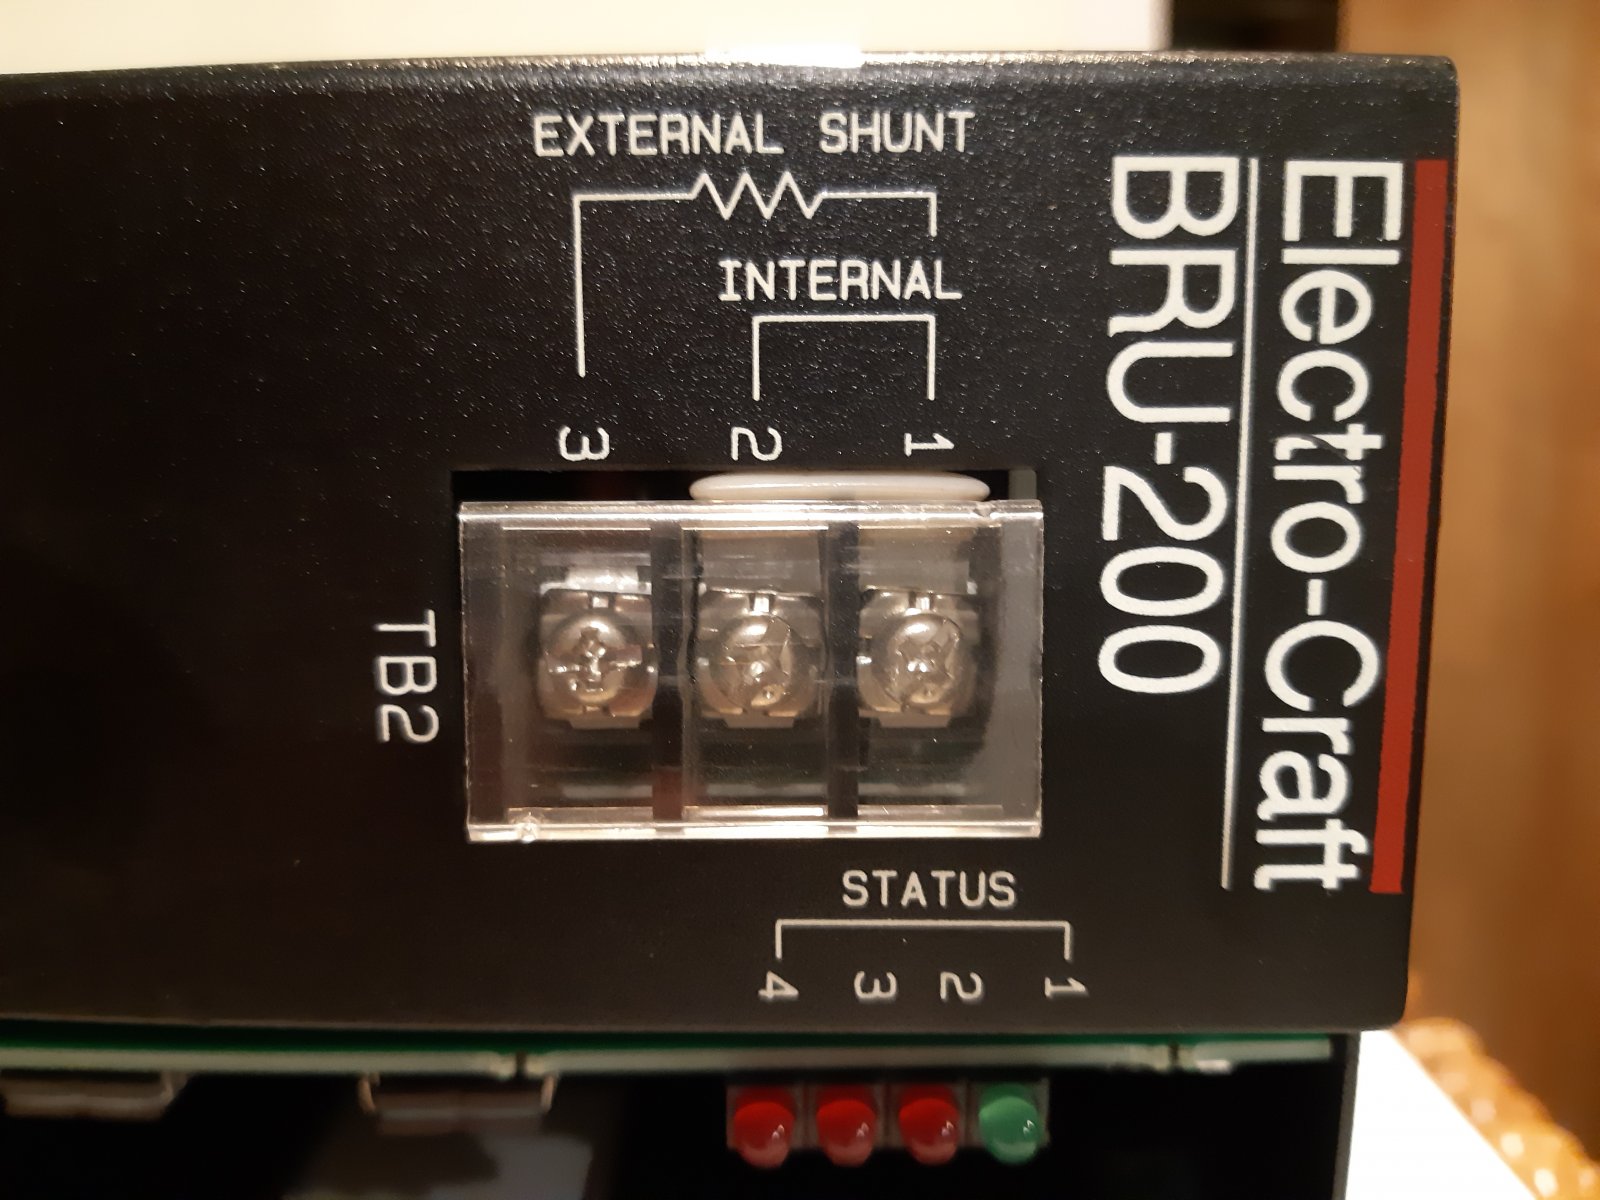 EXTERNAL SHUNT
INTERNAL
3 2 1
TB2
Electro-Craft
BRU-200
STATUS
4 3 2 1